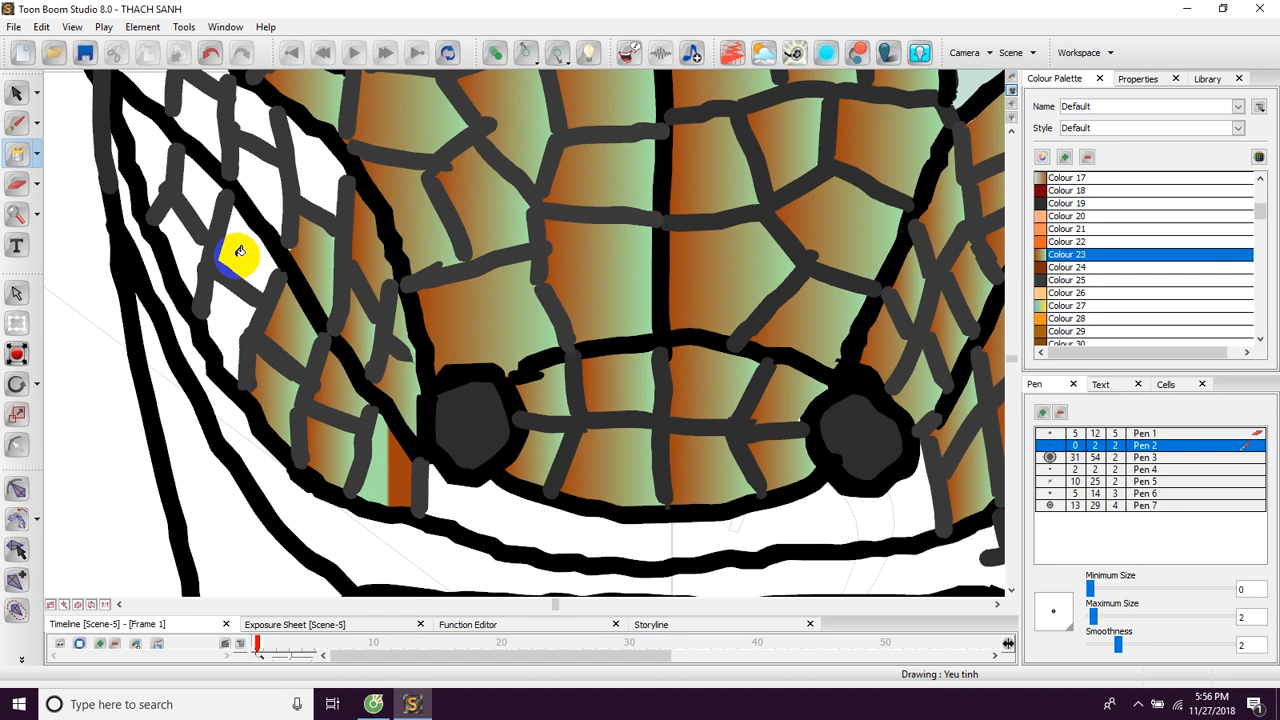 Toon Boom Studio 8.0 - THACH SANH
File Edit View Play Element Tools Window Help
Camera Scene Workspace
Colour Palette Properties Library
Name Default
Style Default
Colour 17
Colour 18
Colour 19
Colour 20
Colour 21
Colour 22
Colour 23
Colour 24
Colour 25
Colour 26
Colour 27
Colour 28
Colour 29
Colour 30
Pen Text Cells
5 12 5 Pen 1
0 2 2 Pen 2
31 54 2 Pen 3
2 2 2 Pen 4
10 25 2 Pen 5
5 14 3 Pen 6
13 29 4 Pen 7
Minimum Size
0
Maximum Size
2
Smoothness
2
Timeline [Scene-5] - [Frame 1] Exposure Sheet [Scene-5] Function Editor Storyline
10 20 30 40 50
Drawing : Yeu tinh
Type here to search
5:56 PM
11/27/2018